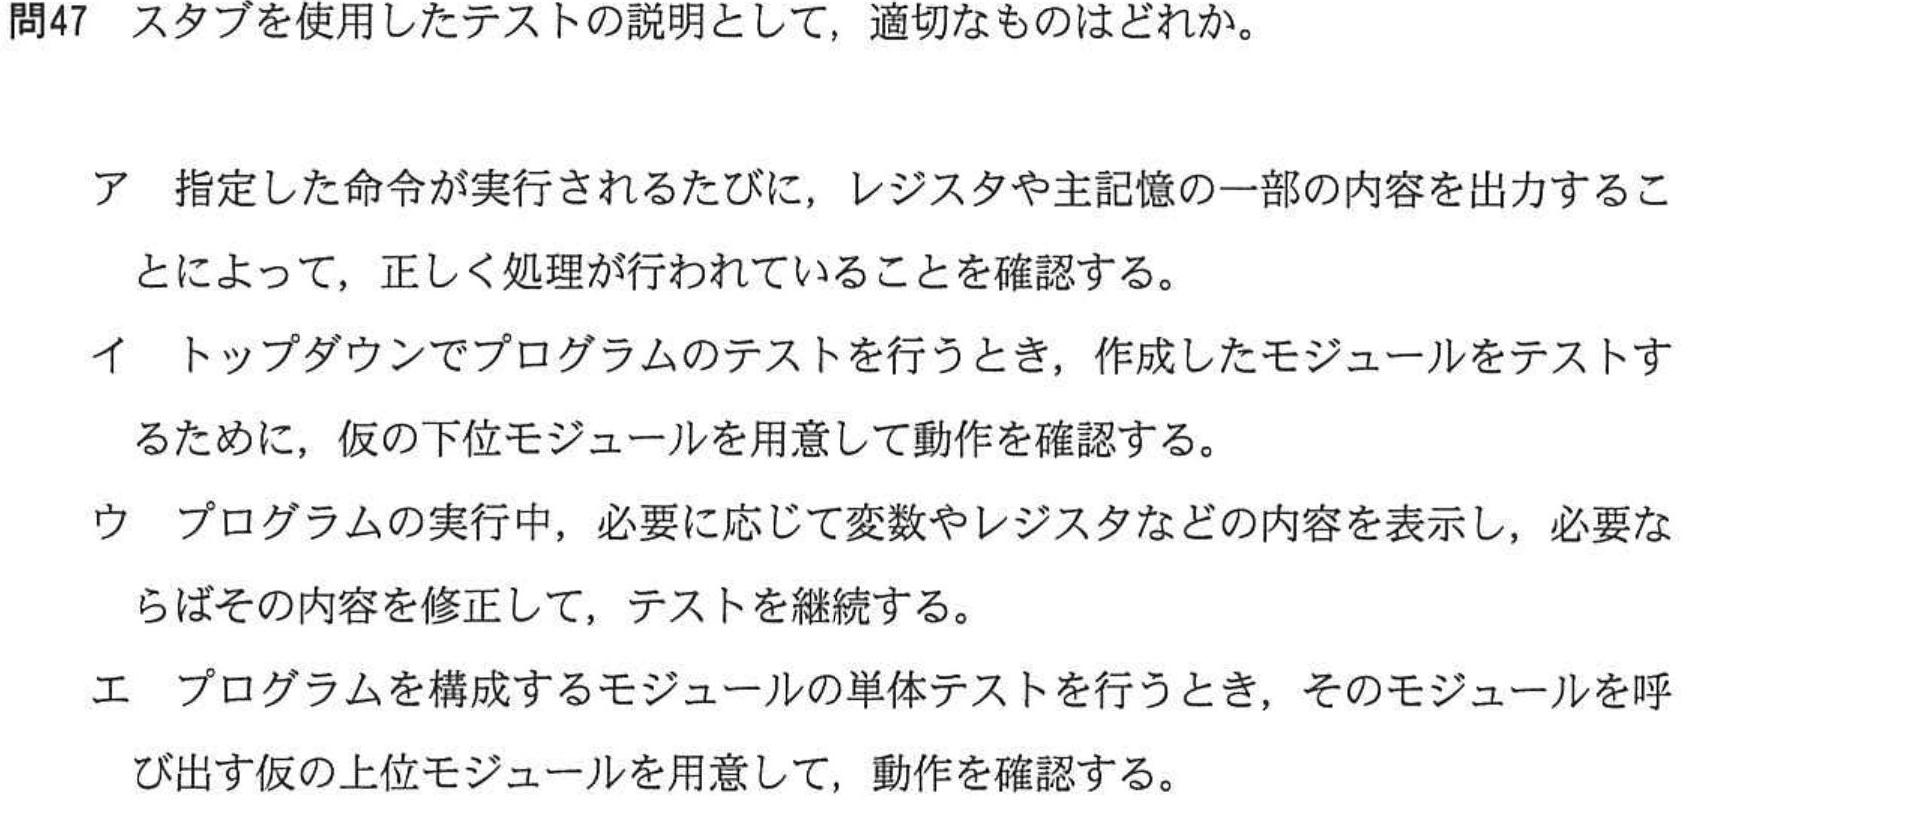 問47　スタブを使用したテストの説明として，適切なものはどれか。
ア　指定した命令が実行されるたびに，レジスタや主記憶の一部の内容を出力するこ
とによって，正しく処理が行われていることを確認する。
イ　トップダウンでプログラムのテストを行うとき，作成したモジュールをテストす
るために，仮の下位モジュールを用意して動作を確認する。
ウ　プログラムの実行中，必要に応じて変数やレジスタなどの内容を表示し，必要な
らばその内容を修正して，テストを継続する。
エ　プログラムを構成するモジュールの単体テストを行うとき，そのモジュールを呼
び出す仮の上位モジュールを用意して，動作を確認する。